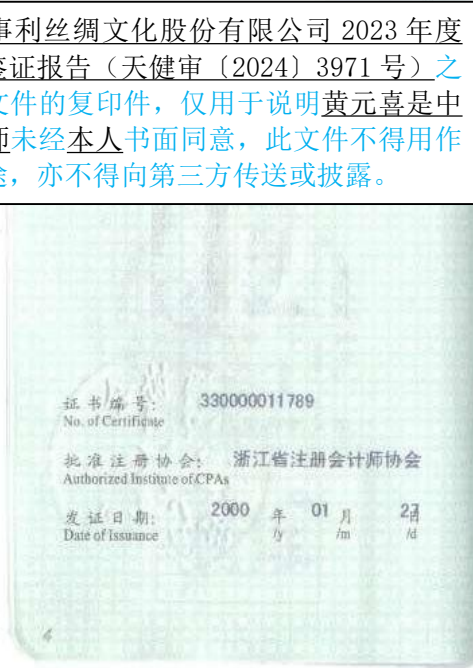 事利丝绸文化股份有限公司 2023 年度
鉴证报告（天健审〔2024〕3971 号）之
文件的复印件，仅用于说明黄元喜是中
师未经本人书面同意，此文件不得用作
途，亦不得向第三方传送或披露。
证书编号： 330000011789
No. of Certificate
批准注册协会： 浙江省注册会计师协会
Authorized Institute of CPAs
发证日期： 2000 年 01 月 27日
Date of Issuance /y /m /d
4